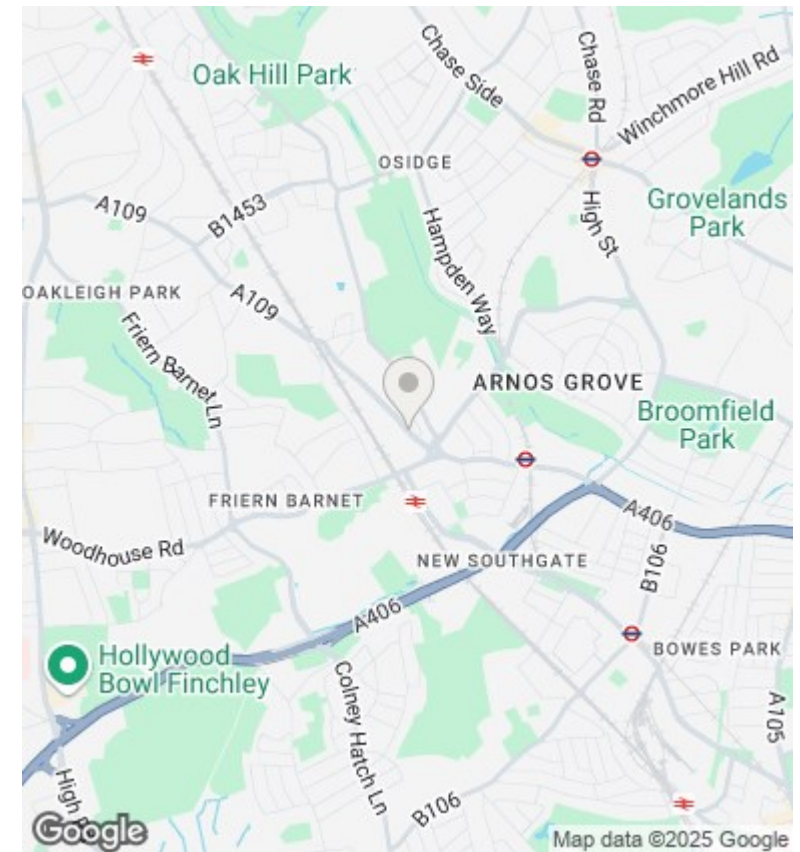 Oak Hill Park
Chase Side
Chase Rd
Winchmore Hill Rd
OSIDGE
A109
B1453
High St
Grovelands
Park
Hampden Way
OAKLEIGH PARK
A109
Friern Barnet Ln
ARNOS GROVE
Broomfield
Park
FRIERN BARNET
A406
Woodhouse Rd
NEW SOUTHGATE
B106
A406
Hollywood
Bowl Finchley
BOWES PARK
Colney Hatch Ln
A105
High
B106
Google
Map data ©2025 Google